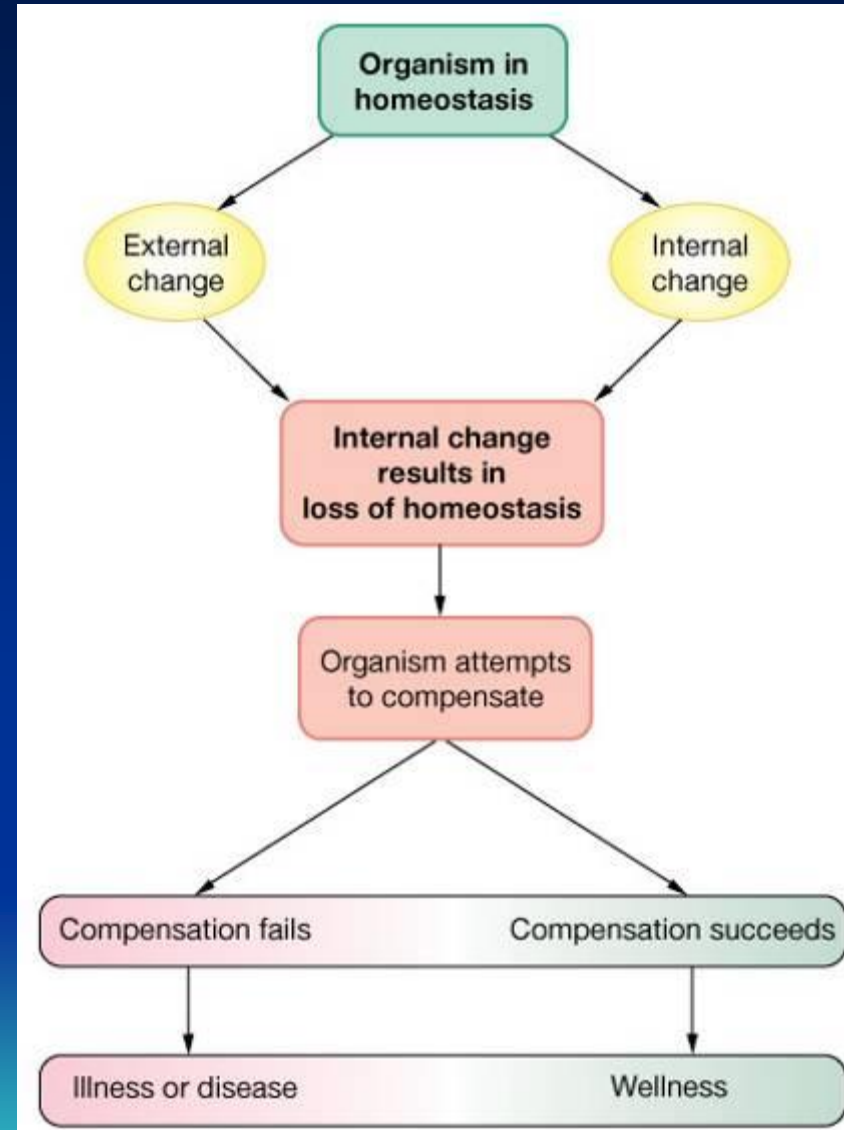 Organism in
homeostasis
External
change
Internal
change
Internal change
results in
loss of homeostasis
Organism attempts
to compensate
Compensation fails
Compensation succeeds
Illness or disease
Wellness